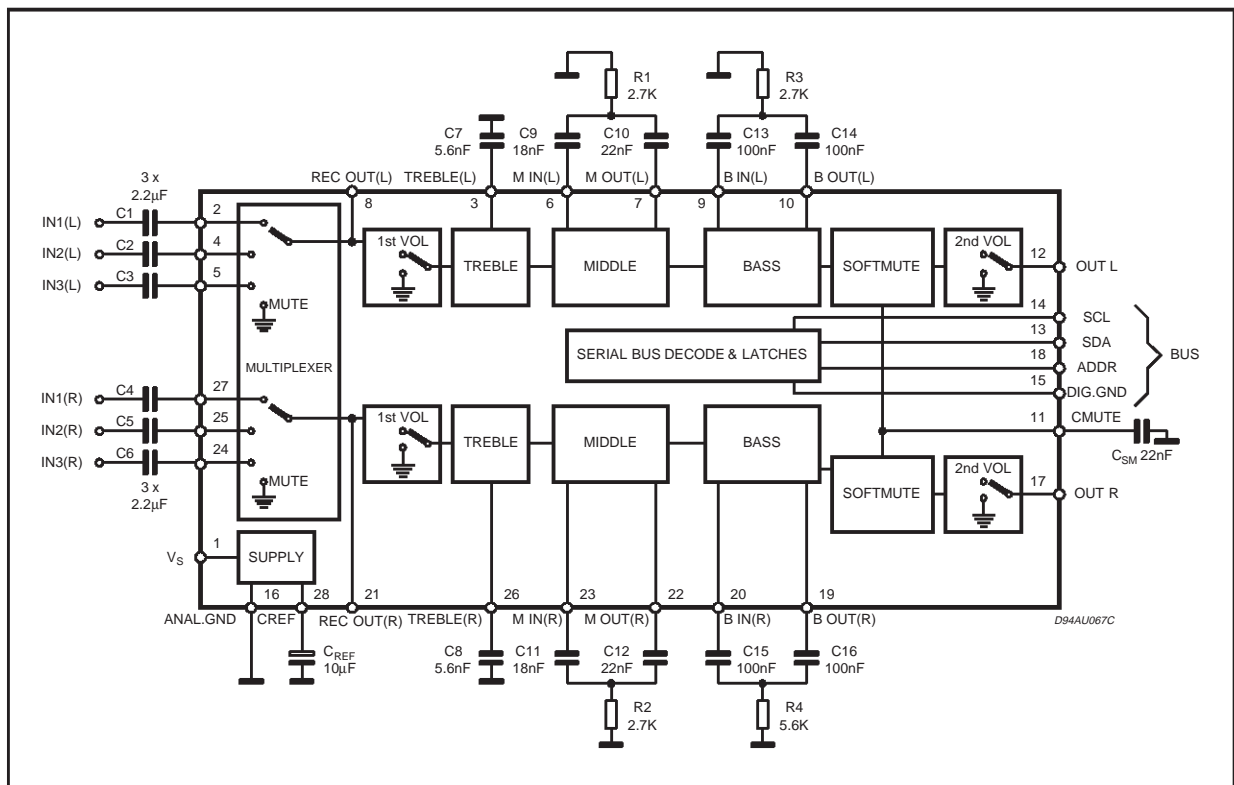 R1
2.7K
R3
2.7K
C7
5.6nF
C9
18nF
C10
22nF
C13
100nF
C14
100nF
3 x
2.2μF
REC OUT(L)
TREBLE(L)
M IN(L)
M OUT(L)
B IN(L)
B OUT(L)
8
3
6
7
9
10
IN1(L)
C1
2
IN2(L)
C2
4
IN3(L)
C3
5
MUTE
1st VOL
TREBLE
MIDDLE
BASS
SOFTMUTE
2nd VOL
12
OUT L
14
SCL
13
SDA
18
ADDR
15
DIG.GND
BUS
SERIAL BUS DECODE & LATCHES
MULTIPLEXER
IN1(R)
C4
27
IN2(R)
C5
25
IN3(R)
C6
24
3 x
2.2μF
MUTE
1st VOL
TREBLE
MIDDLE
BASS
SOFTMUTE
2nd VOL
11
CMUTE
CSM 22nF
17
OUT R
VS
1
SUPPLY
16
28
21
26
23
22
20
19
ANAL.GND
CREF
REC OUT(R)
TREBLE(R)
M IN(R)
M OUT(R)
B IN(R)
B OUT(R)
D94AU067C
CREF
10μF
C8
5.6nF
C11
18nF
C12
22nF
C15
100nF
C16
100nF
R2
2.7K
R4
5.6K